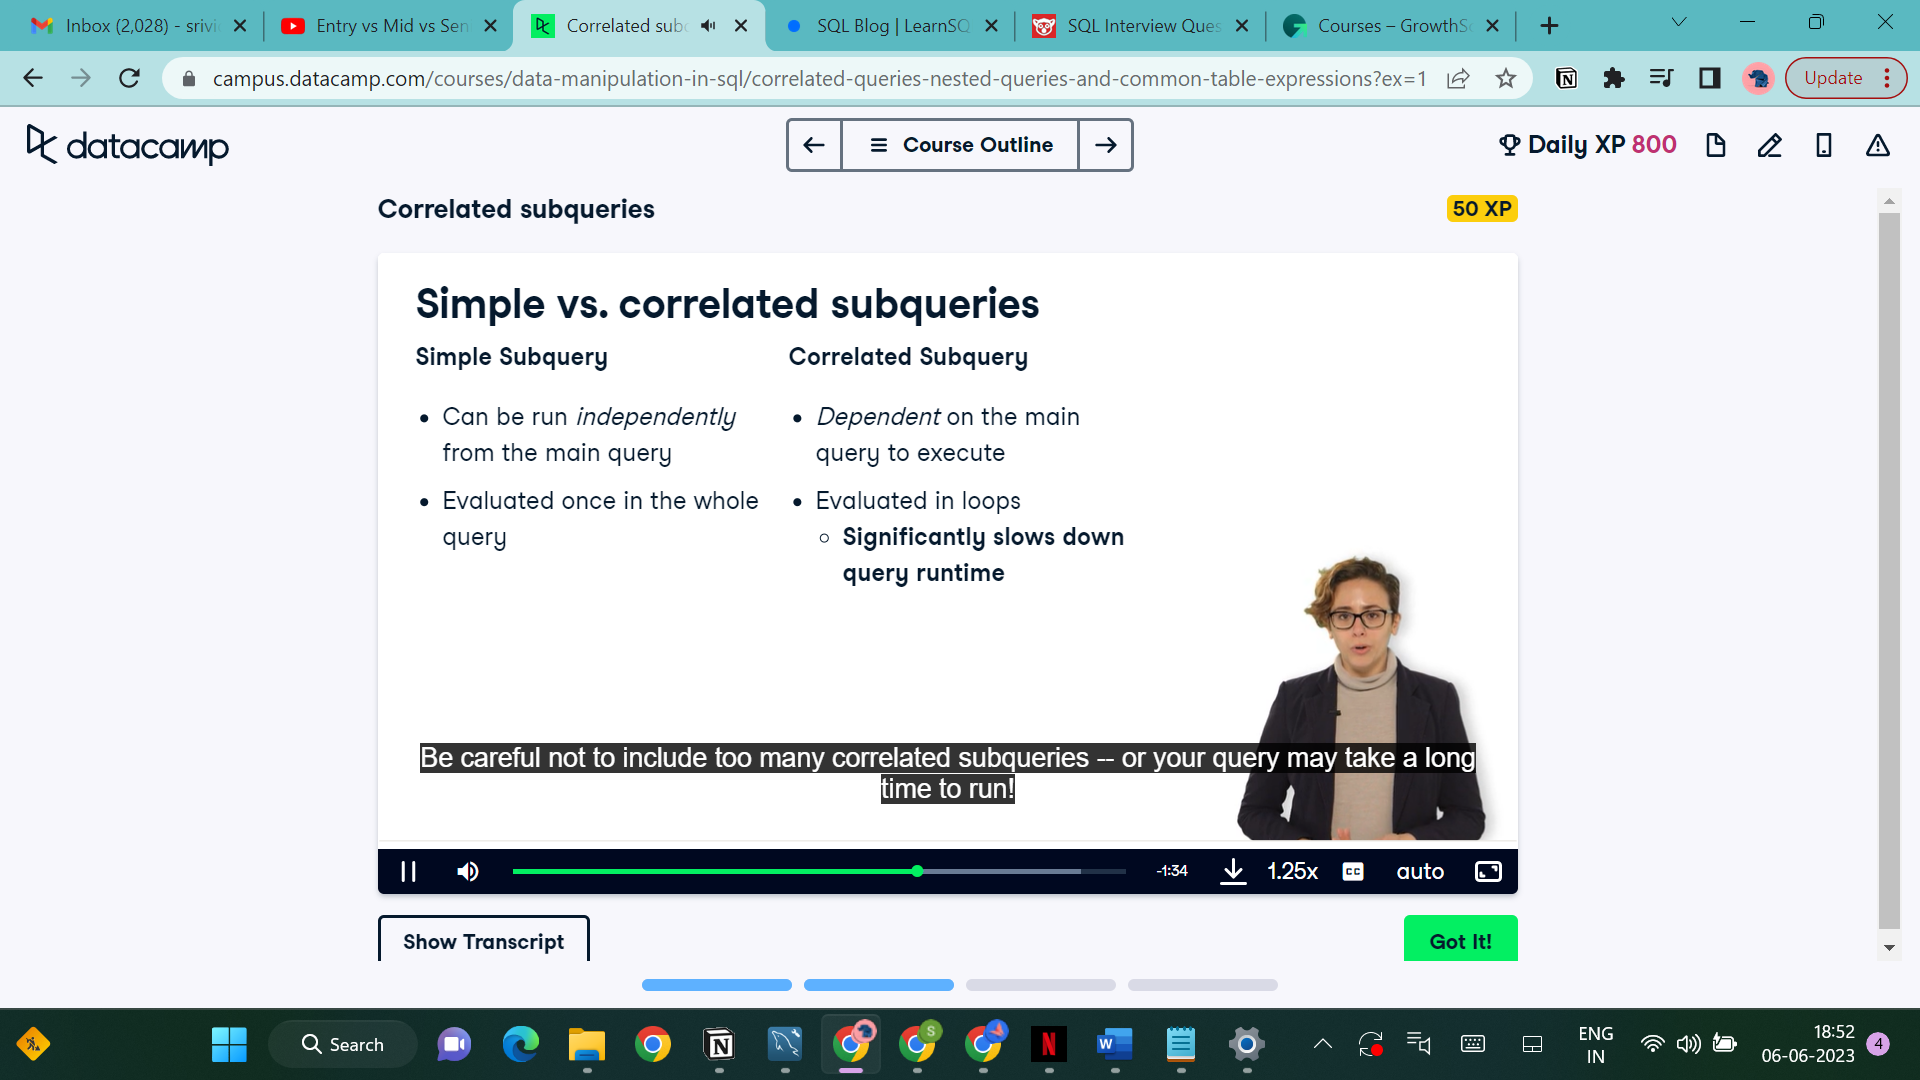 Inbox (2,028) - srivi
Entry vs Mid vs Sen
Correlated sub
SQL Blog | LearnSQ
SQL Interview Ques
Courses – GrowthSc
campus.datacamp.com/courses/data-manipulation-in-sql/correlated-queries-nested-queries-and-common-table-expressions?ex=1
Update
datacamp
Course Outline
Daily XP 800
Correlated subqueries
50 XP
Simple vs. correlated subqueries
Simple Subquery
Can be run independently
from the main query
Evaluated once in the whole
query
Correlated Subquery
Dependent on the main
query to execute
Evaluated in loops
Significantly slows down
query runtime
Be careful not to include too many correlated subqueries -- or your query may take a long
time to run!
-1:34
1.25x
CC
auto
Show Transcript
Got It!
Search
S
N
W
ENG
IN
18:52
06-06-2023
4